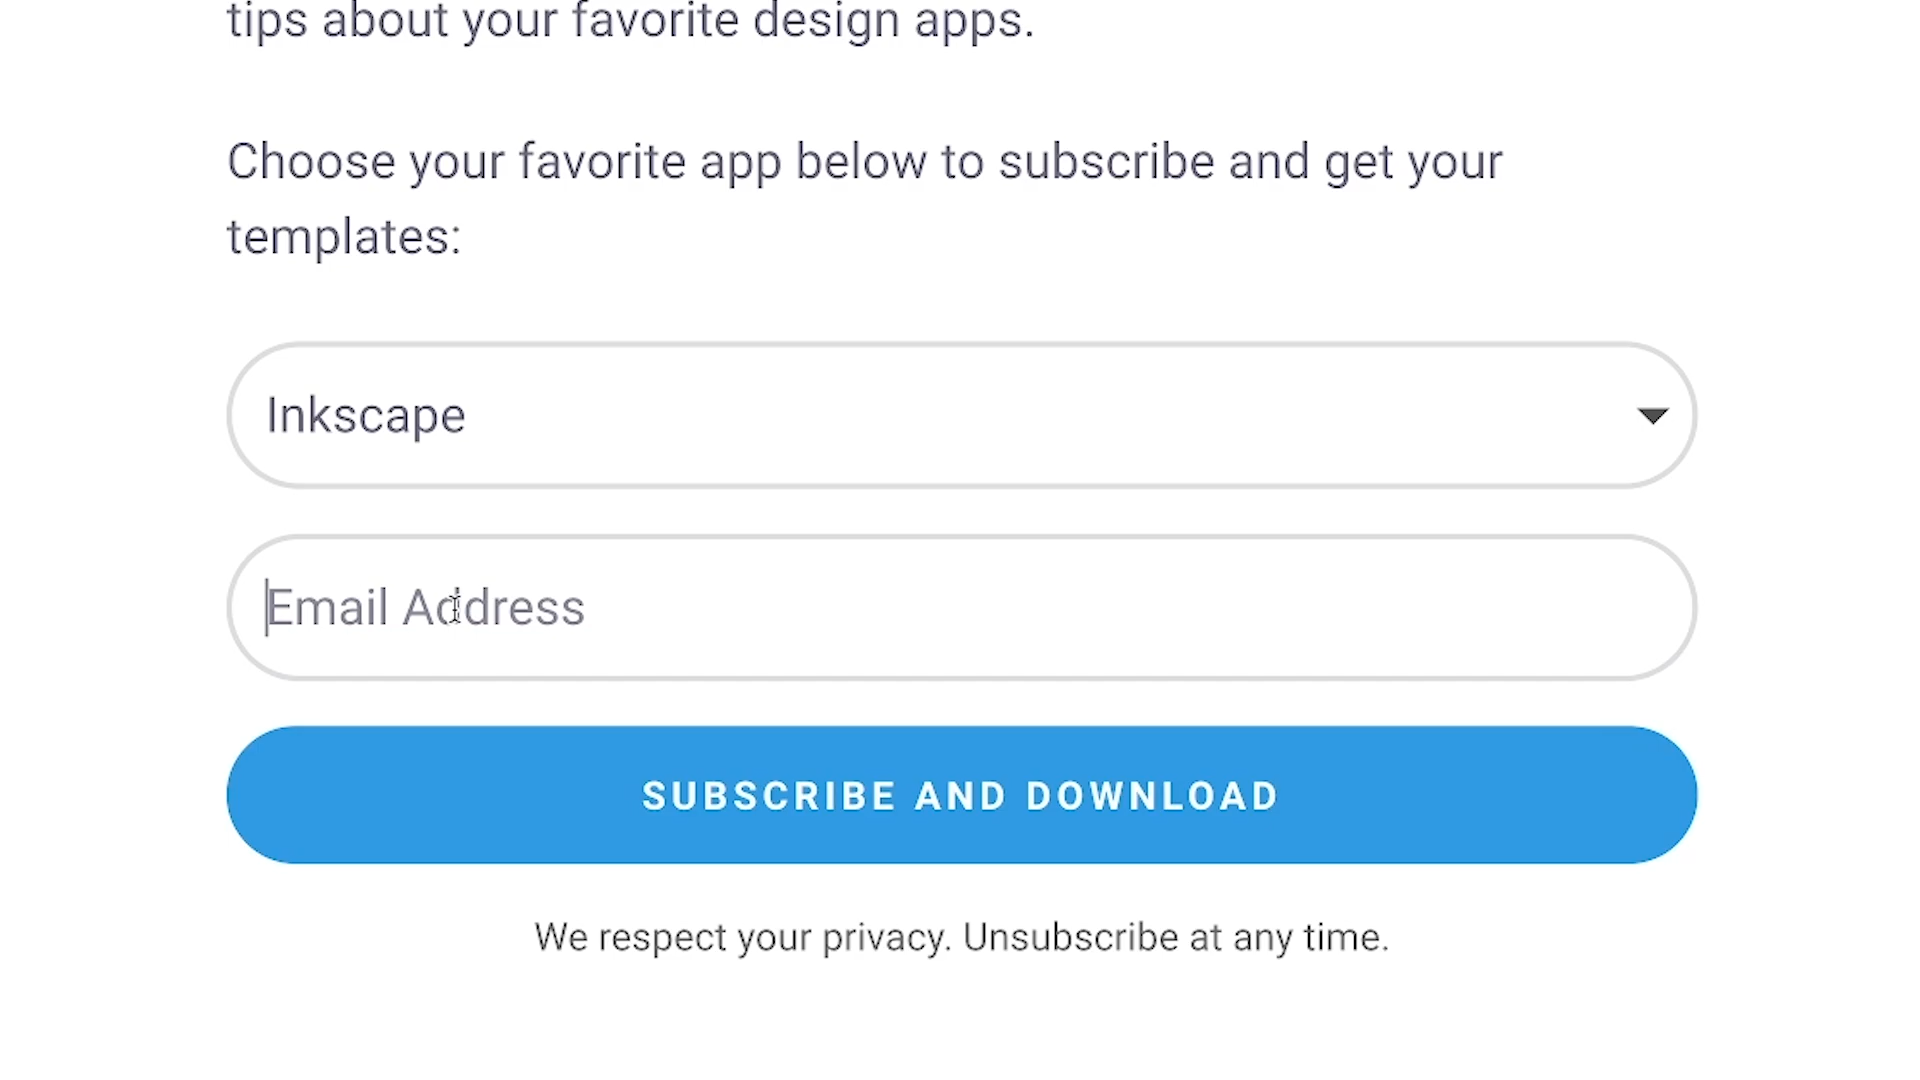 tips about your favorite design apps.
Choose your favorite app below to subscribe and get your
templates:
Inkscape
Email Address
SUBSCRIBE AND DOWNLOAD
We respect your privacy. Unsubscribe at any time.